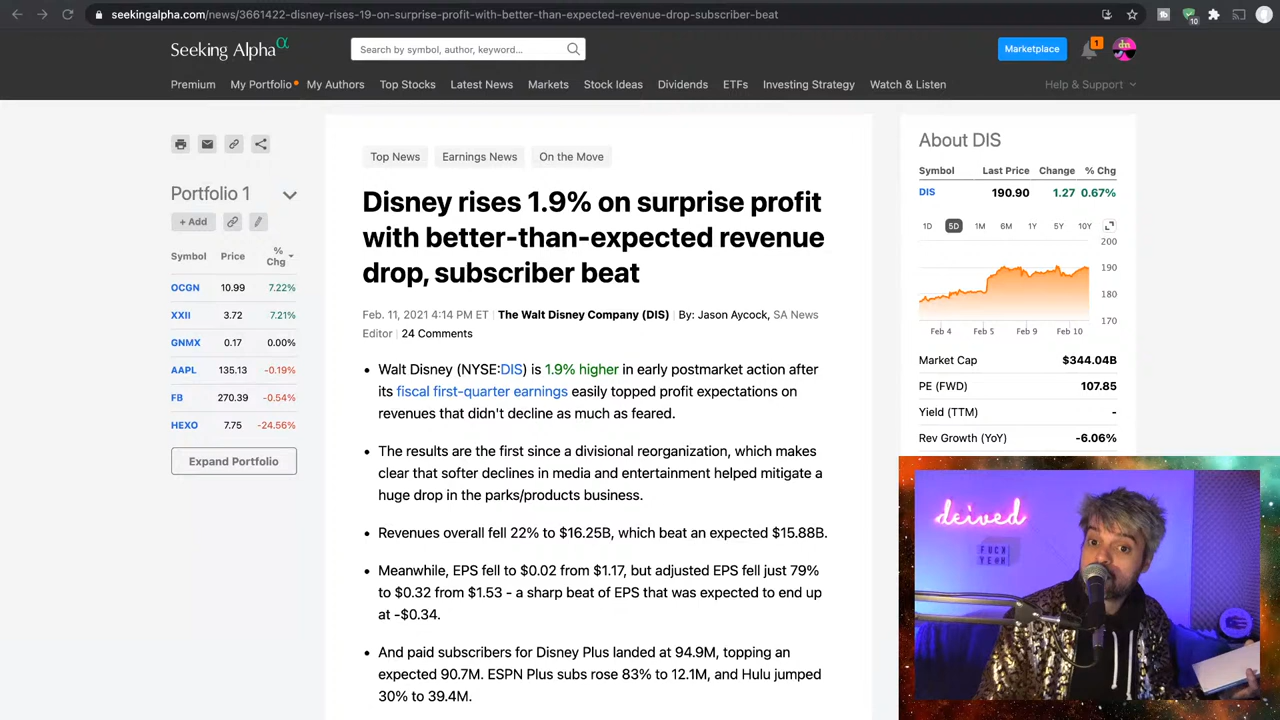 seekingalpha.com/news/3661422-disney-rises-19-on-surprise-profit-with-better-than-expected-revenue-drop-subscriber-beat
10
Seeking Alphaα
Search by symbol, author, keyword...
Marketplace
1
dn
Premium
My Portfolio
My Authors
Top Stocks
Latest News
Markets
Stock Ideas
Dividends
ETFs
Investing Strategy
Watch & Listen
Help & Support
Portfolio 1
+ Add
Symbol Price % Chg
OCGN 10.99 7.22%
XXII 3.72 7.21%
GNMX 0.17 0.00%
AAPL 135.13 -0.19%
FB 270.39 -0.54%
HEXO 7.75 -24.56%
Expand Portfolio
Top News
Earnings News
On the Move
Disney rises 1.9% on surprise profit
with better-than-expected revenue
drop, subscriber beat
Feb. 11, 2021 4:14 PM ET | The Walt Disney Company (DIS) | By: Jason Aycock, SA News
Editor | 24 Comments
• Walt Disney (NYSE:DIS) is 1.9% higher in early postmarket action after
its fiscal first-quarter earnings easily topped profit expectations on
revenues that didn't decline as much as feared.
• The results are the first since a divisional reorganization, which makes
clear that softer declines in media and entertainment helped mitigate a
huge drop in the parks/products business.
• Revenues overall fell 22% to $16.25B, which beat an expected $15.88B.
• Meanwhile, EPS fell to $0.02 from $1.17, but adjusted EPS fell just 79%
to $0.32 from $1.53 - a sharp beat of EPS that was expected to end up
at -$0.34.
• And paid subscribers for Disney Plus landed at 94.9M, topping an
expected 90.7M. ESPN Plus subs rose 83% to 12.1M, and Hulu jumped
30% to 39.4M.
About DIS
Symbol Last Price Change % Chg
DIS 190.90 1.27 0.67%
1D 5D 1M 6M 1Y 5Y 10Y
200
190
180
170
Feb 4 Feb 5 Feb 9 Feb 10
Market Cap $344.04B
PE (FWD) 107.85
Yield (TTM) -
Rev Growth (YoY) -6.06%
deived
FUCK
YEAH